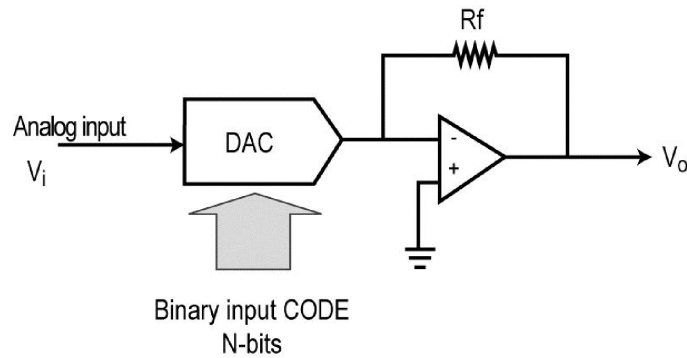 Rf
Analog input
DAC
-
+
Vi
Vo
Binary input CODE
N-bits